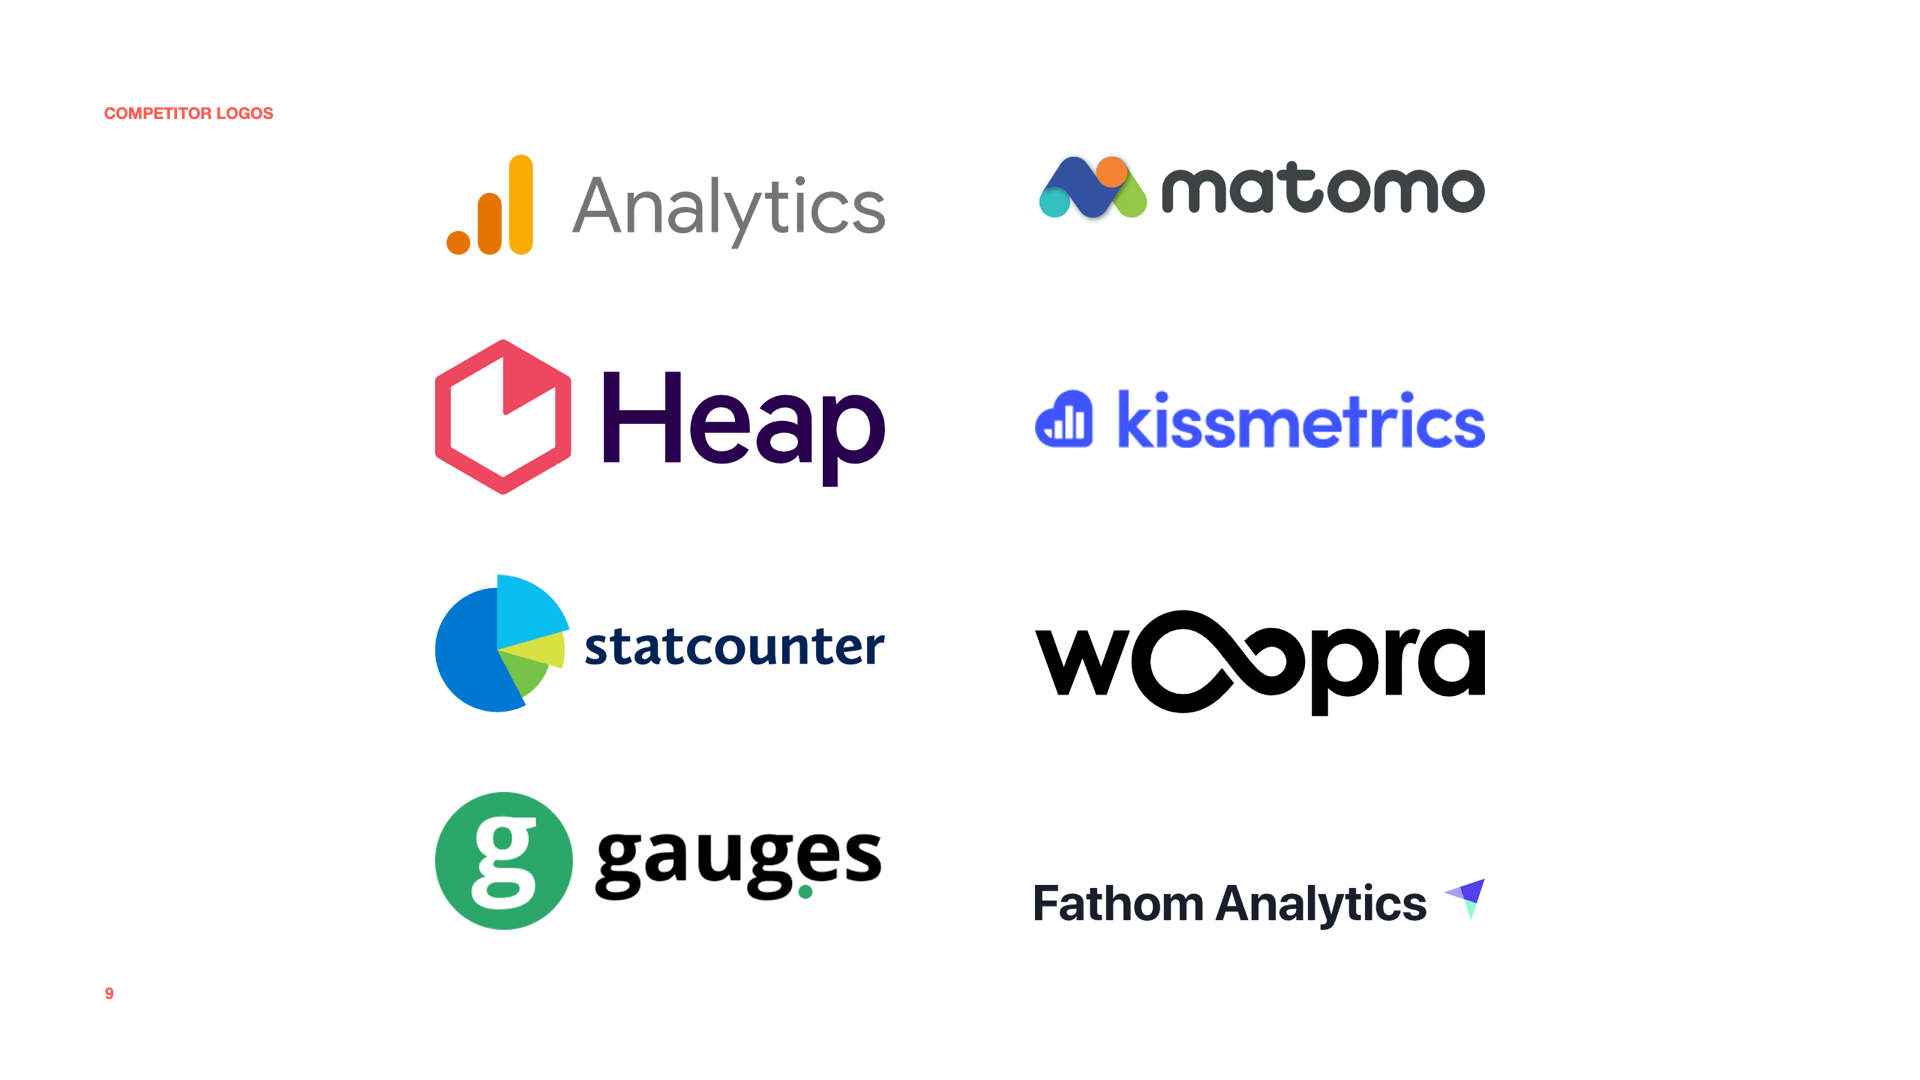 COMPETITOR LOGOS
Analytics
matomo
Heap
kissmetrics
statcounter
woopra
g gauges
Fathom Analytics
9